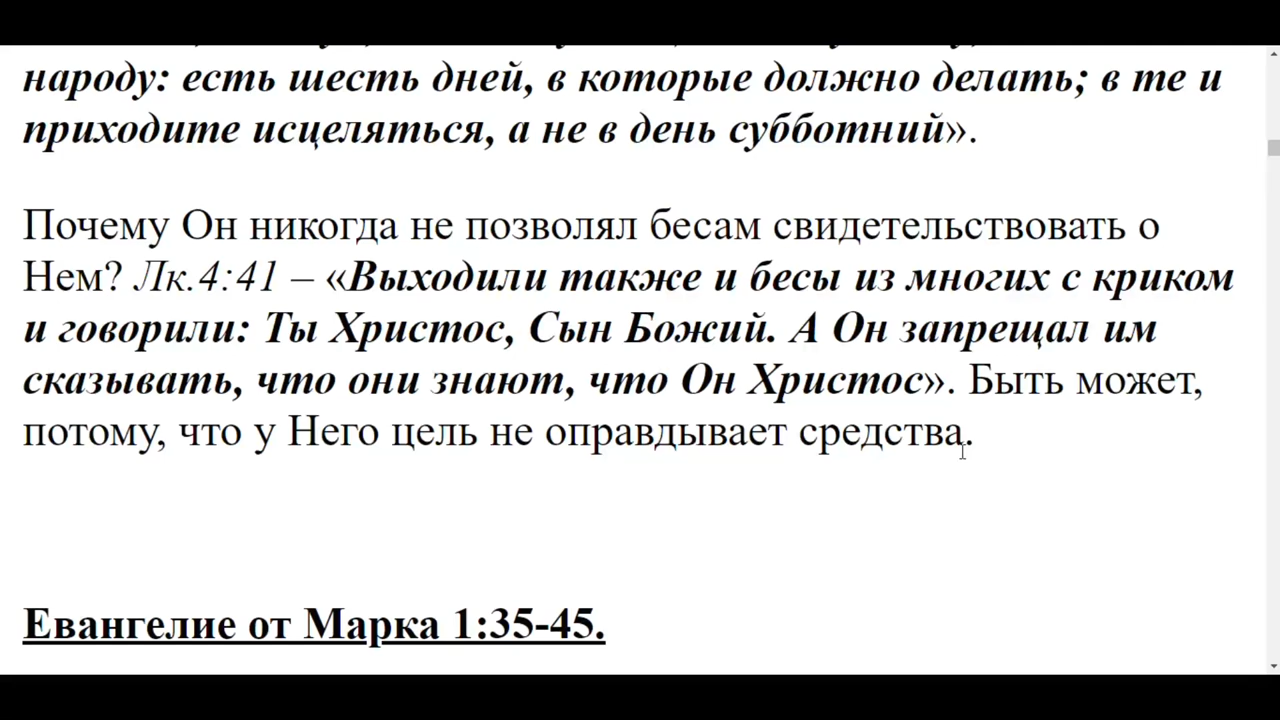 народу: есть шесть дней, в которые должно делать; в те и
приходите исцеляться, а не в день субботний».
Почему Он никогда не позволял бесам свидетельствовать о
Нем? Лк.4:41 – «Выходили также и бесы из многих с криком
и говорили: Ты Христос, Сын Божий. А Он запрещал им
сказывать, что они знают, что Он Христос». Быть может,
потому, что у Него цель не оправдывает средства.
Евангелие от Марка 1:35-45.